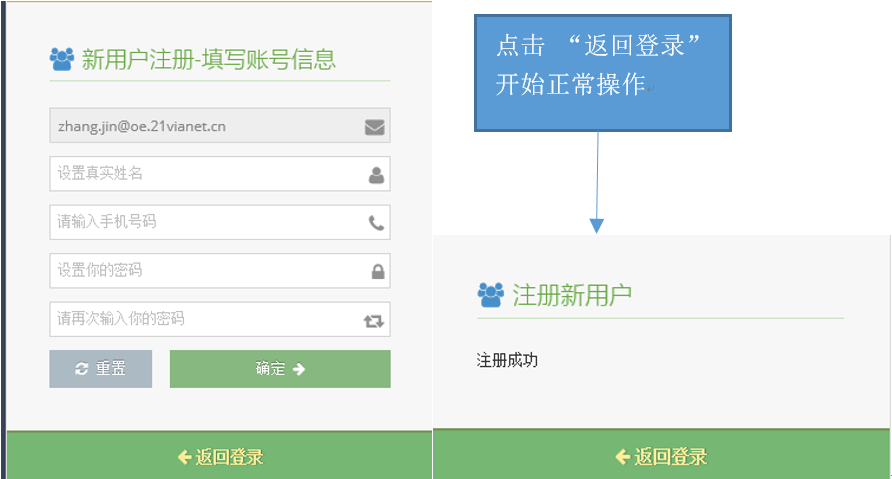 新用户注册-填写账号信息
zhang.jin@oe.21vianet.cn
设置真实姓名
请输入手机号码
设置你的密码
请再次输入你的密码
重置
确定
返回登录
点击 “返回登录”
开始正常操作
注册新用户
注册成功
返回登录